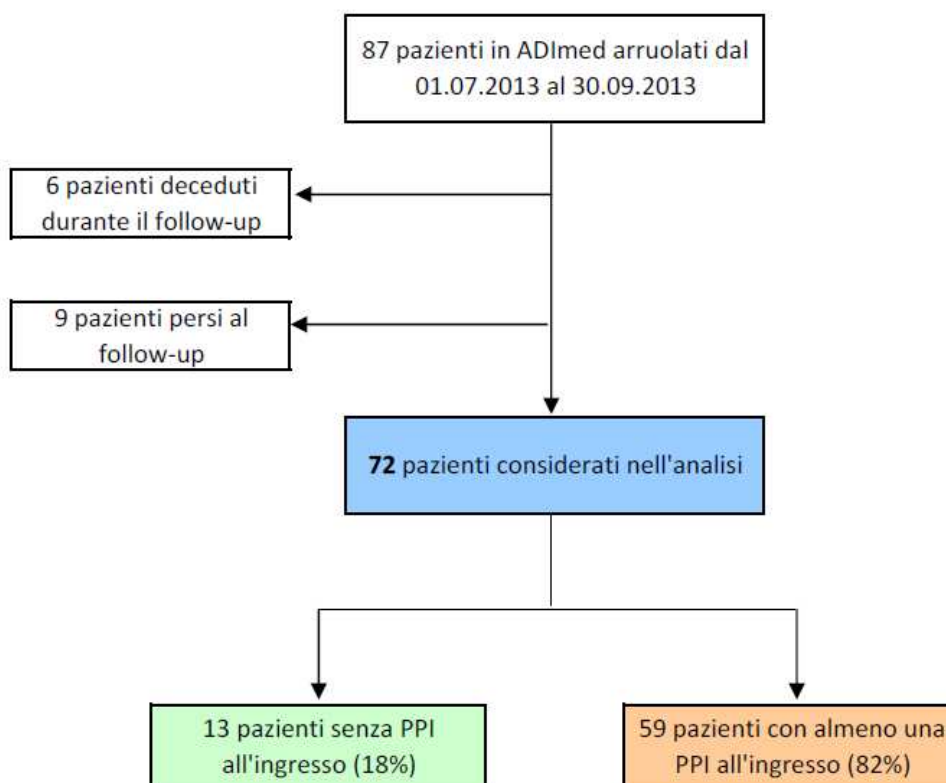 87 pazienti in ADImed arruolati dal
01.07.2013 al 30.09.2013
6 pazienti deceduti
durante il follow-up
9 pazienti persi al
follow-up
72 pazienti considerati nell'analisi
13 pazienti senza PPI
all'ingresso (18%)
59 pazienti con almeno una
PPI all'ingresso (82%)